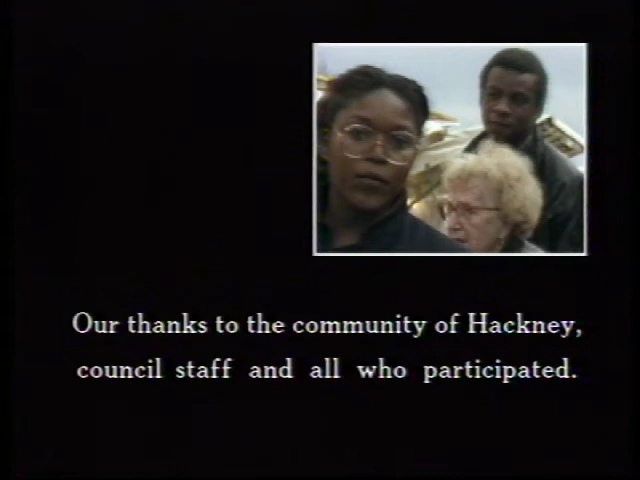 Our thanks to the community of Hackney,
council staff and all who participated.